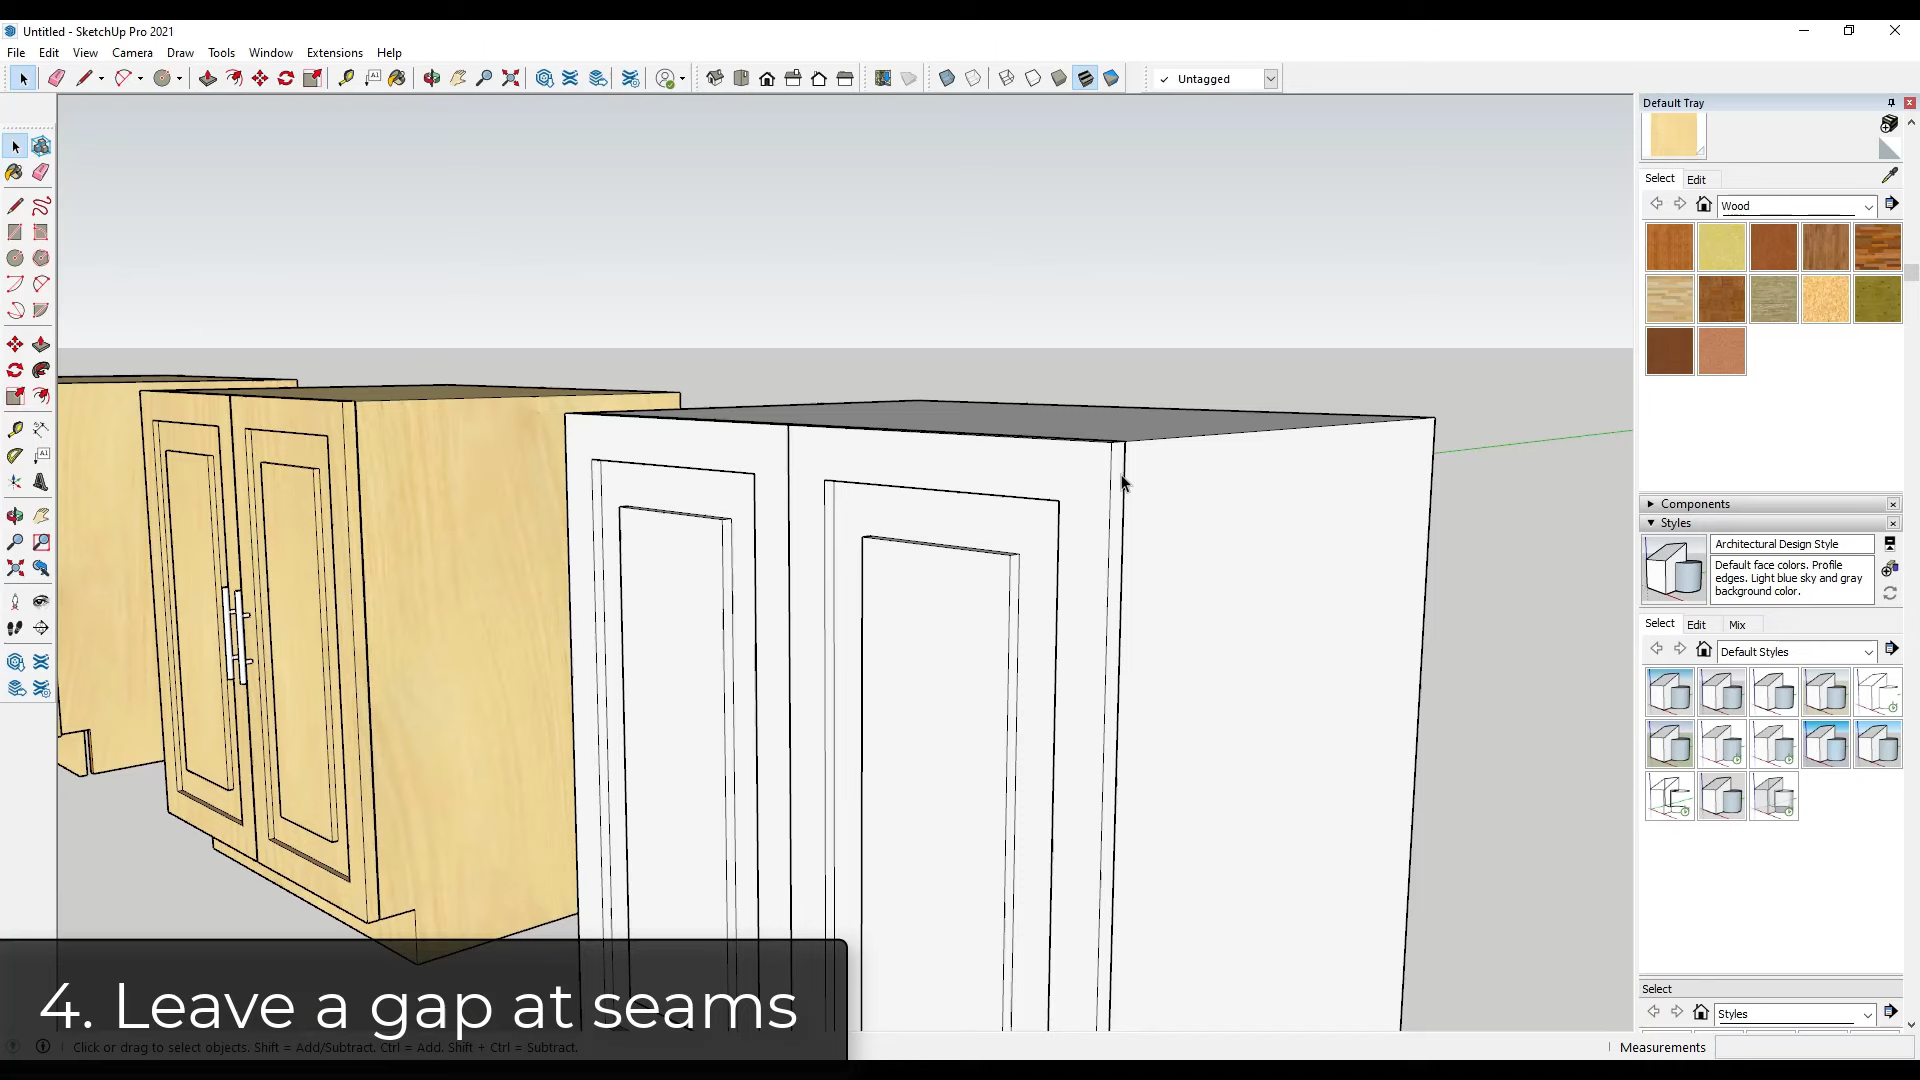 Untitled - SketchUp Pro 2021
File Edit View Camera Draw Tools Window Extensions Help
A1
Untagged
Default Tray
Select Edit
Wood
A1
Components
Styles
Architectural Design Style
Default face colors. Profile
edges. Light blue sky and gray
background color.
Select Edit Mix
Default Styles
Select
Styles
4. Leave a gap at seams
Click or drag to select objects. Shift = Add/Subtract. Ctrl = Add. Shift + Ctrl = Subtract.
Measurements